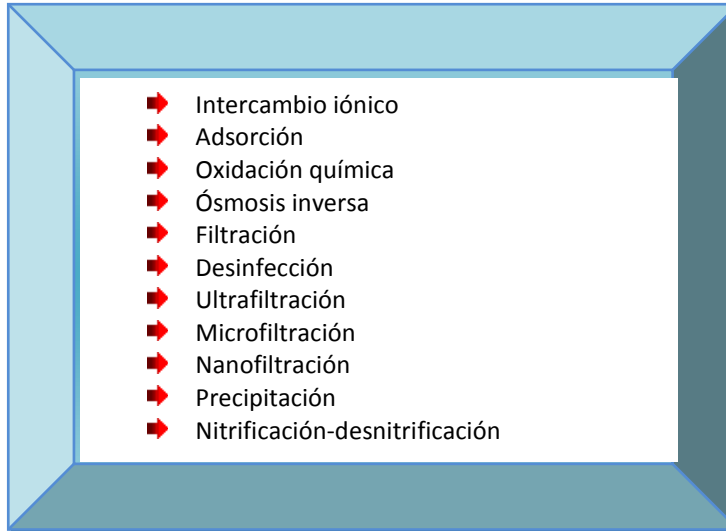 Intercambio iónico
Adsorción
Oxidación química
Ósmosis inversa
Filtración
Desinfección
Ultrafiltración
Microfiltración
Nanofiltración
Precipitación
Nitrificación-desnitrificación